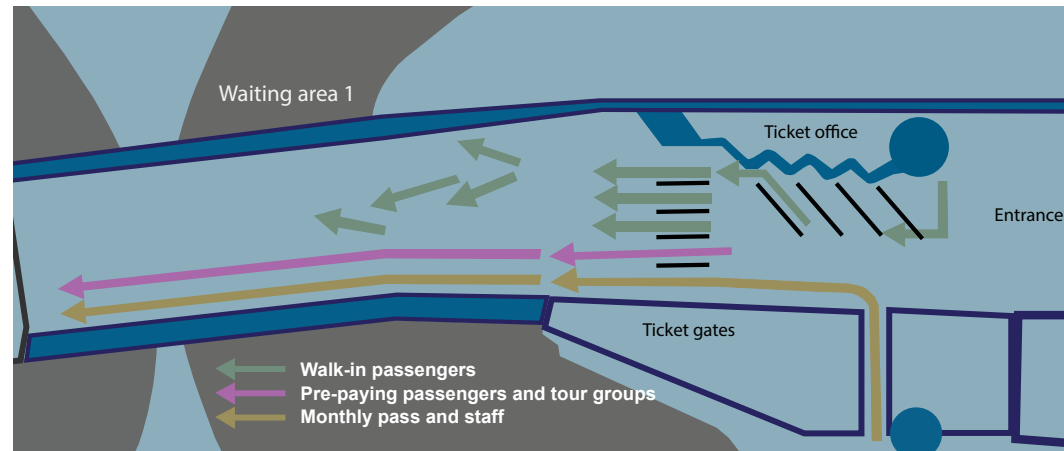 Waiting area 1
Ticket office
Entrance
Ticket gates
Walk-in passengers
Pre-paying passengers and tour groups
Monthly pass and staff